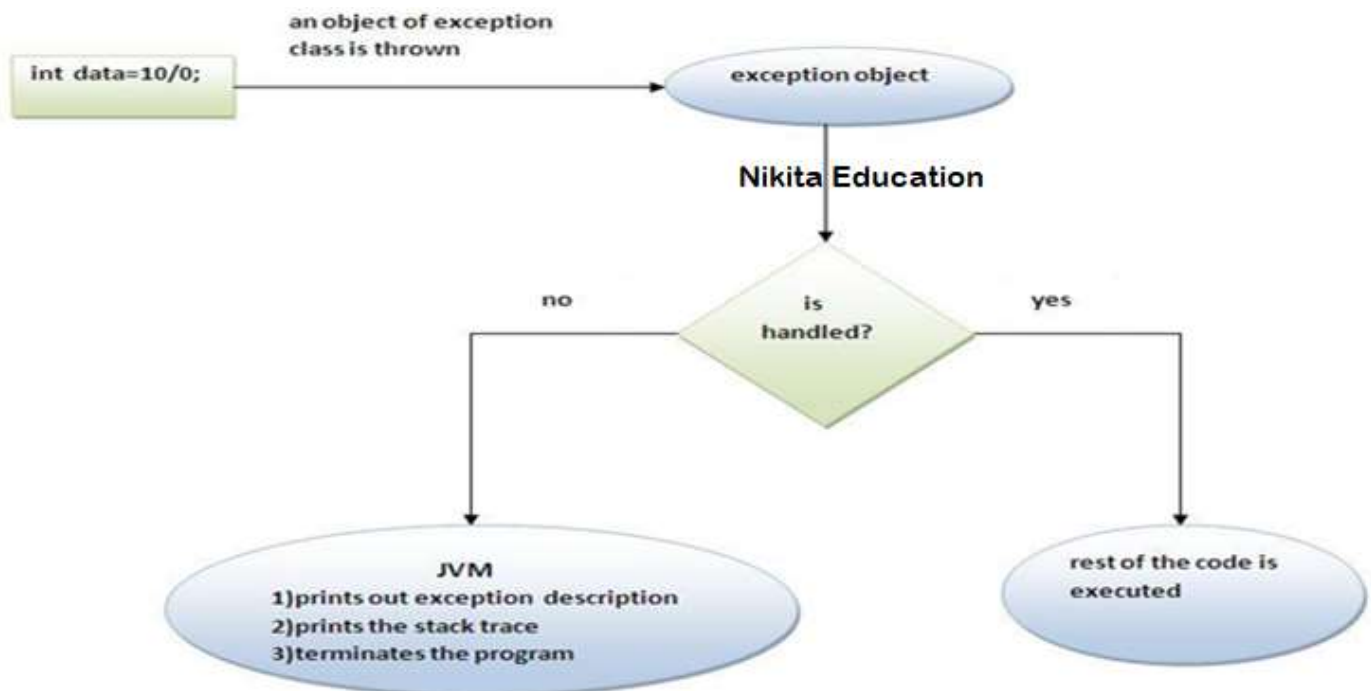 an object of exception
class is thrown
int data=10/0;
exception object
Nikita Education
no
is
handled?
yes
JVM
1)prints out exception description
2)prints the stack trace
3)terminates the program
rest of the code is
executed